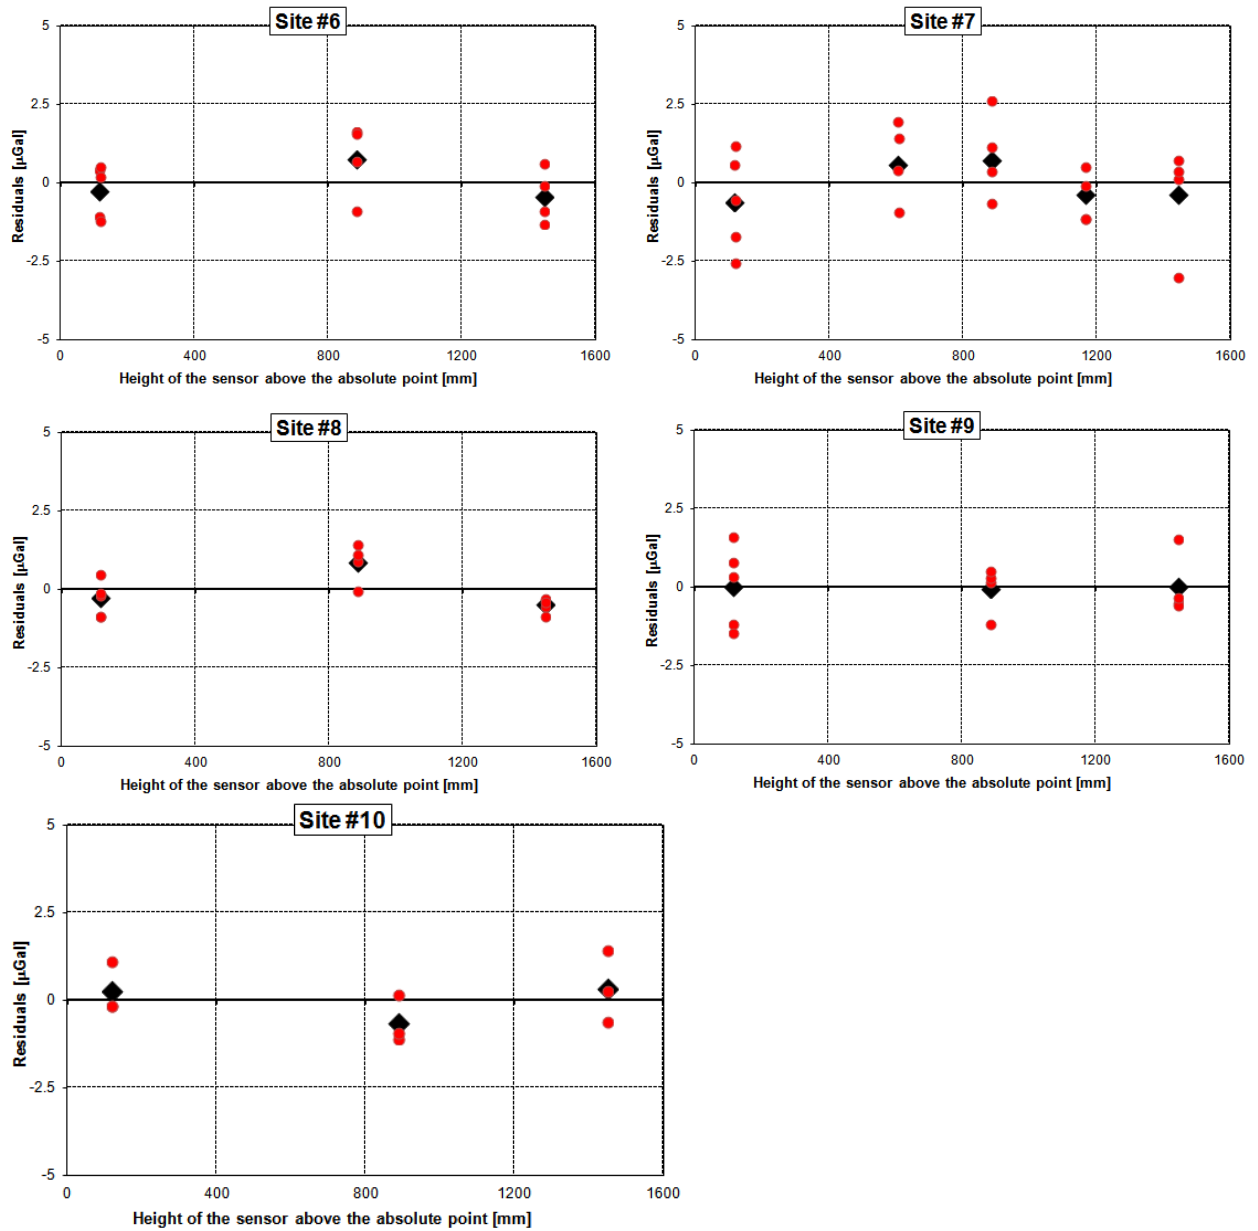 Site #6
5
2.5
0
-2.5
-5
Residuals [µGal]
0 400 800 1200 1600
Height of the sensor above the absolute point [mm]
Site #7
5
2.5
0
-2.5
-5
Residuals [µGal]
0 400 800 1200 1600
Height of the sensor above the absolute point [mm]
Site #8
5
2.5
0
-2.5
-5
Residuals [µGal]
0 400 800 1200 1600
Height of the sensor above the absolute point [mm]
Site #9
5
2.5
0
-2.5
-5
Residuals [µGal]
0 400 800 1200 1600
Height of the sensor above the absolute point [mm]
Site #10
5
2.5
0
-2.5
-5
Residuals [µGal]
0 400 800 1200 1600
Height of the sensor above the absolute point [mm]